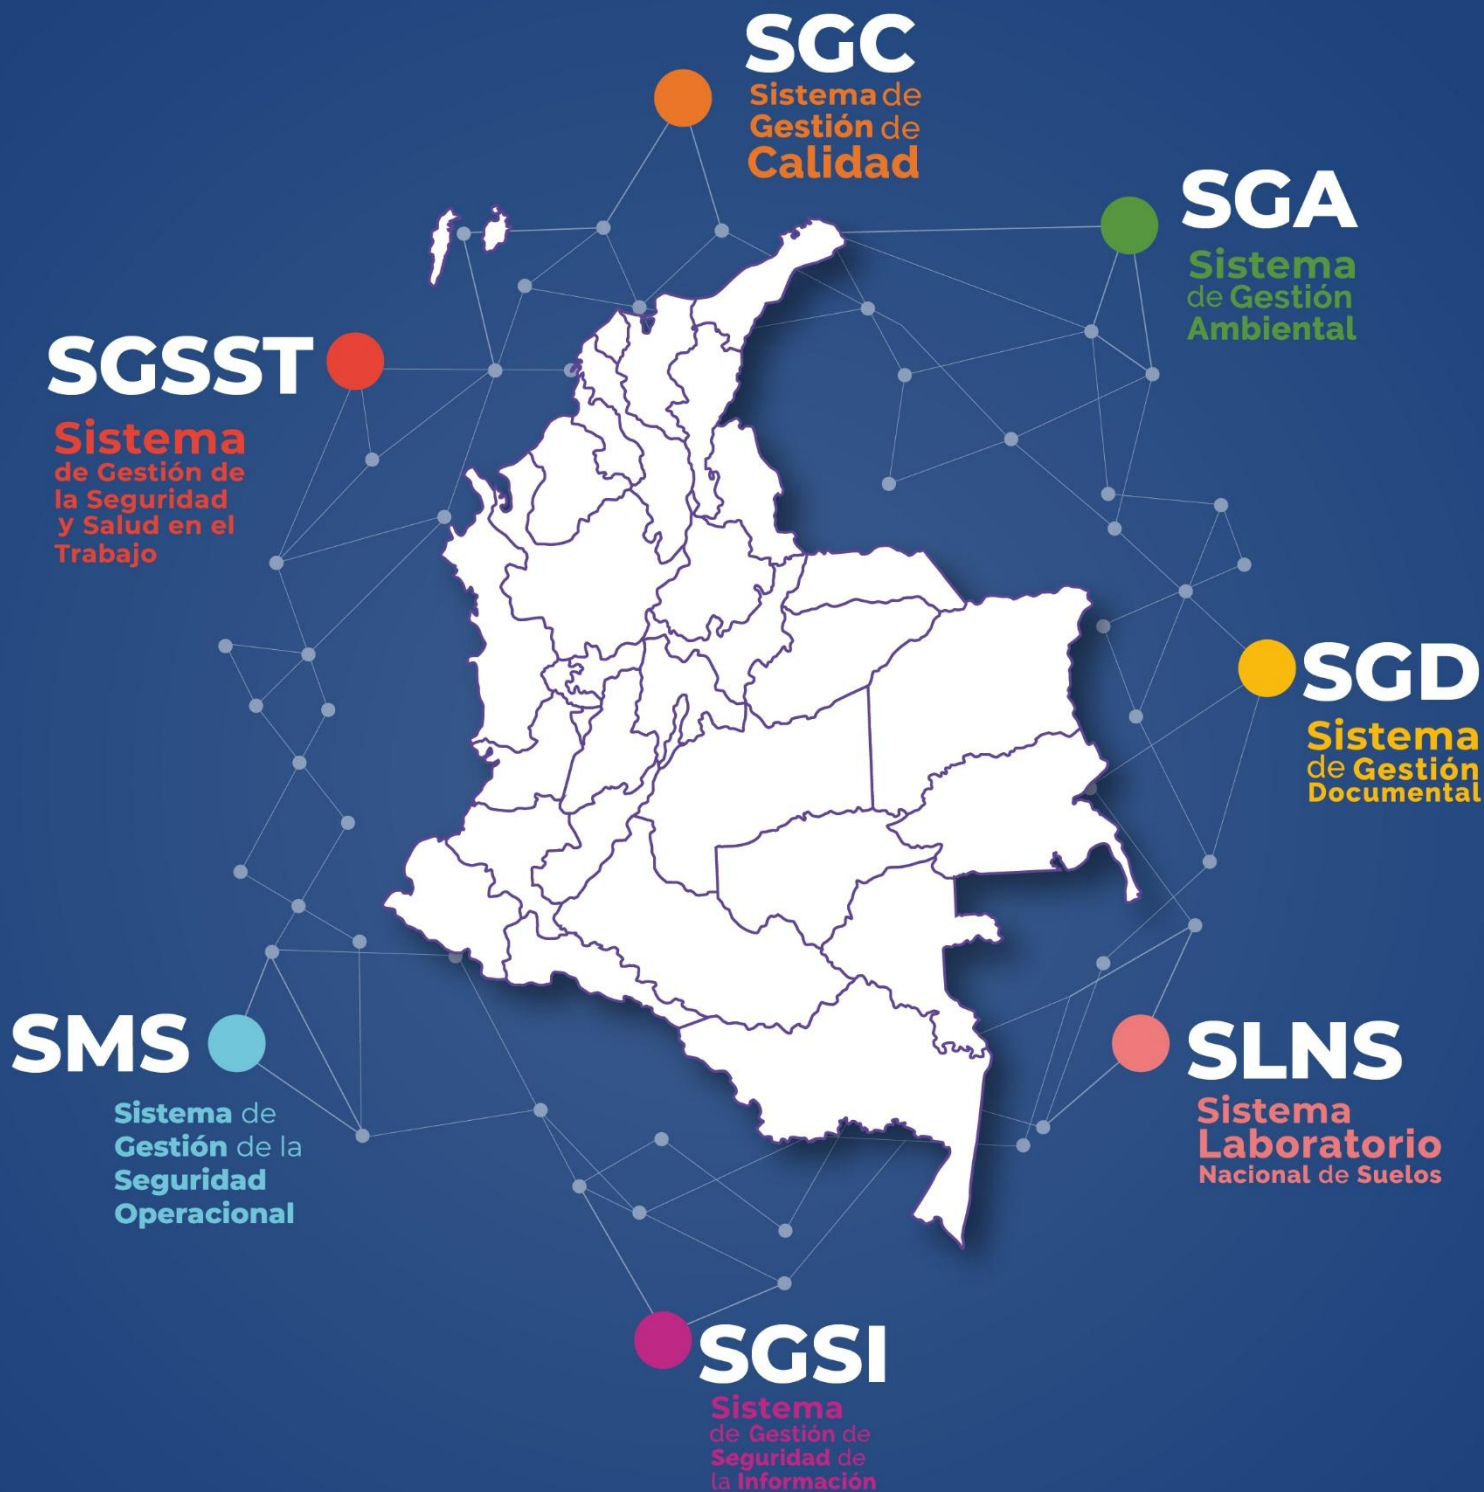 SGC
Sistema de
Gestión de
Calidad
SGA
Sistema
de Gestión
Ambiental
SGSST
Sistema
de Gestión de
la Seguridad
y Salud en el
Trabajo
SGD
Sistema
de Gestión
Documental
SMS
Sistema de
Gestión de la
Seguridad
Operacional
SLNS
Sistema
Laboratorio
Nacional de Suelos
SGSI
Sistema
de Gestión de
Seguridad de
la Información